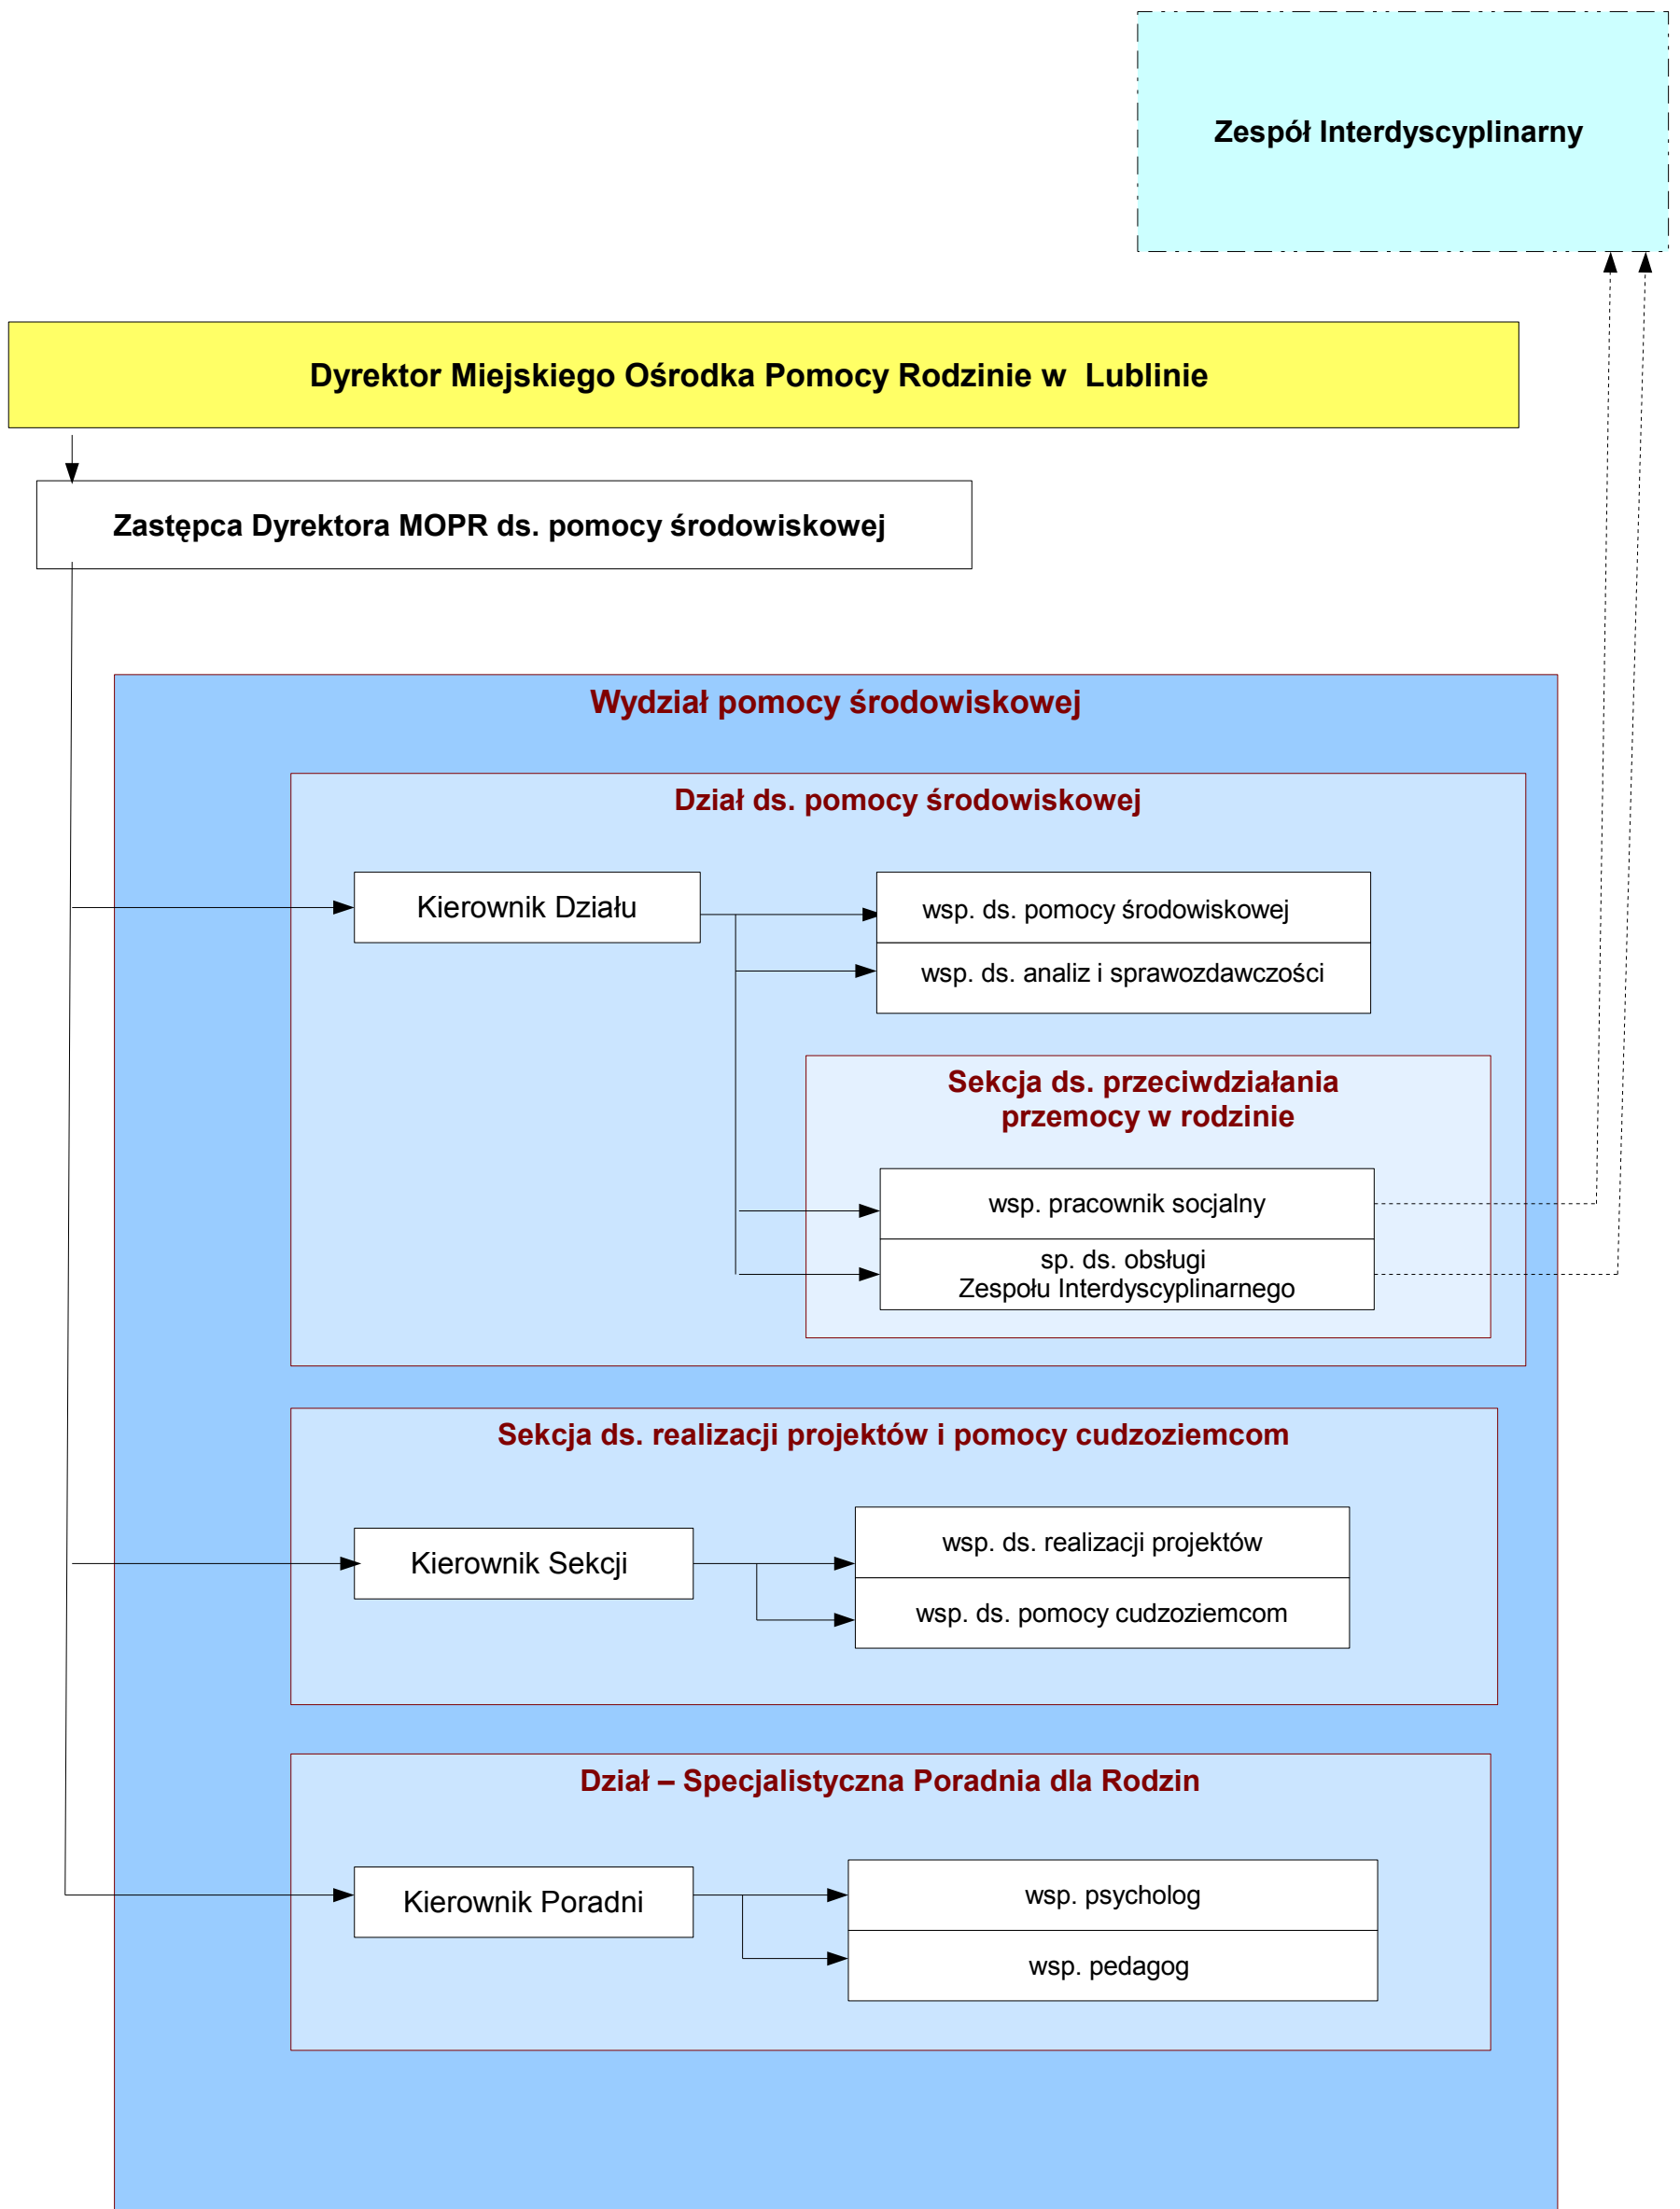 Zespół Interdyscyplinarny
Dyrektor Miejskiego Ośrodka Pomocy Rodzinie w Lublinie
Zastępca Dyrektora MOPR ds. pomocy środowiskowej
Wydział pomocy środowiskowej
Dział ds. pomocy środowiskowej
Kierownik Działu
wsp. ds. pomocy środowiskowej
wsp. ds. analiz i sprawozdawczości
Sekcja ds. przeciwdziałania
przemocy w rodzinie
wsp. pracownik socjalny
sp. ds. obsługi
Zespołu Interdyscyplinarnego
Sekcja ds. realizacji projektów i pomocy cudzoziemcom
Kierownik Sekcji
wsp. ds. realizacji projektów
wsp. ds. pomocy cudzoziemcom
Dział – Specjalistyczna Poradnia dla Rodzin
Kierownik Poradni
wsp. psycholog
wsp. pedagog